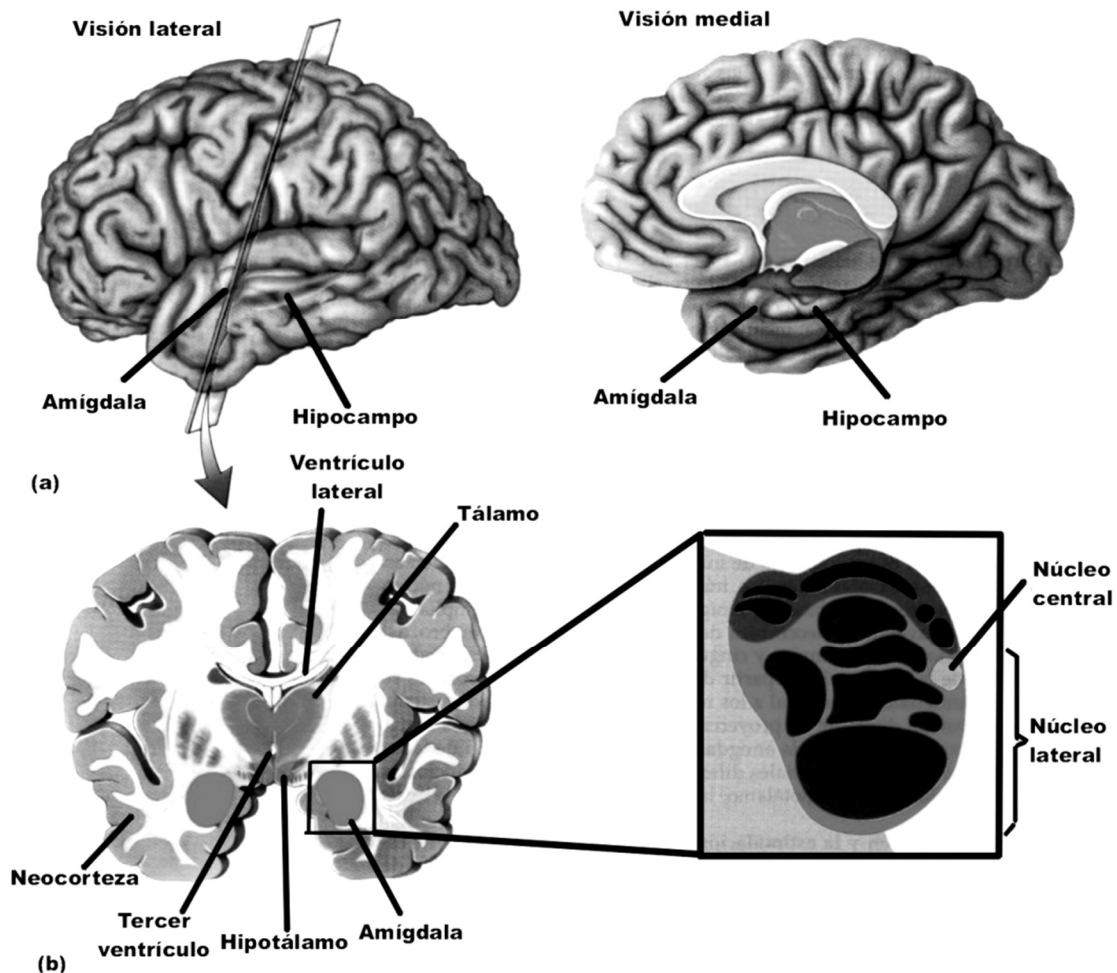 Visión lateral
Visión medial
Amígdala
Hipocampo
Amígdala
Hipocampo
(a)
Ventrículo
lateral
Tálamo
Núcleo
central
Núcleo
lateral
Neocorteza
Tercer
ventrículo
Hipotálamo
Amígdala
(b)